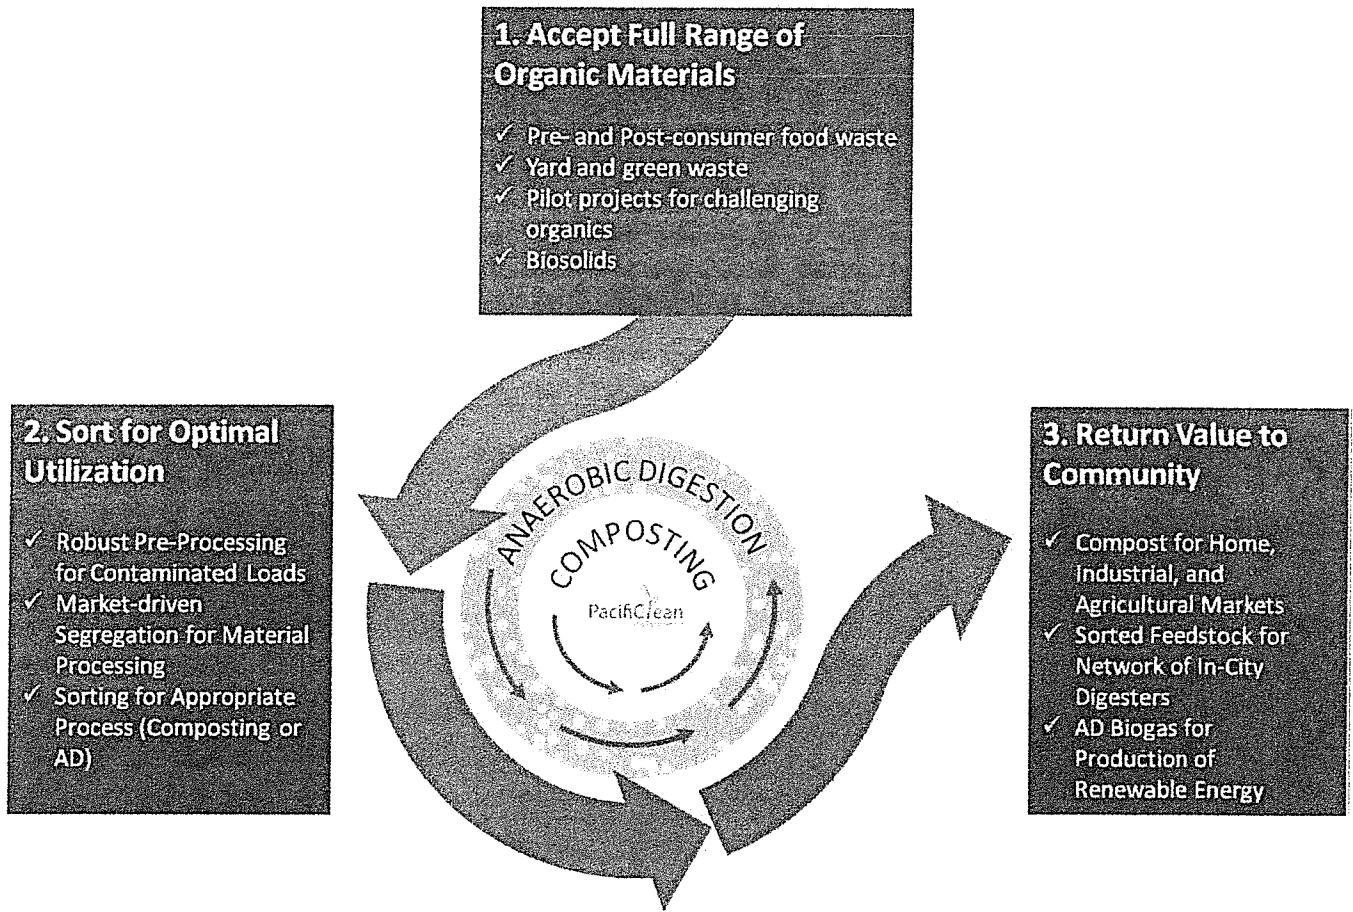 1. Accept Full Range of
Organic Materials
✓ Pre- and Post-consumer food waste
✓ Yard and green waste
✓ Pilot projects for challenging
organics
✓ Biosolids
2. Sort for Optimal
Utilization
✓ Robust Pre-Processing
for Contaminated Loads
✓ Market-driven
Segregation for Material
Processing
✓ Sorting for Appropriate
Process (Composting or
AD)
ANAEROBIC DIGESTION
COMPOSTING
PacifiClean
3. Return Value to
Community
✓ Compost for Home,
Industrial, and
Agricultural Markets
✓ Sorted Feedstock for
Network of In-City
Digesters
✓ AD Biogas for
Production of
Renewable Energy